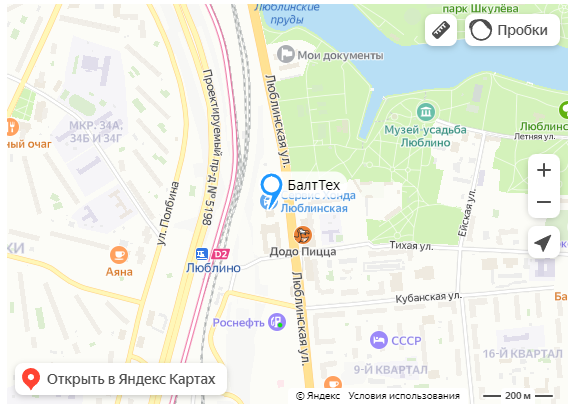 Люблинские
пруды
парк Шкулёва
Пробки
Мои документы
МКР. 34А,
34Б И 34Г
Проектируемый пр-д № 5198
Люблинская ул.
Музей-усадьба
Люблино
Летняя ул.
Люблино
ный очаг
ул. Полбина
БалтТех
Сервис Хонда
Люблинская
Ейская ул.
КИ
Аяна
D2
Люблино
Додо Пицца
Тихая ул.
Люблинская ул.
Кубанская ул.
Ба
Роснефть
СССР
16-Й КВАРТАЛ
9-Й КВАРТАЛ
Открыть в Яндекс Картах
© Яндекс Условия использования
200 м